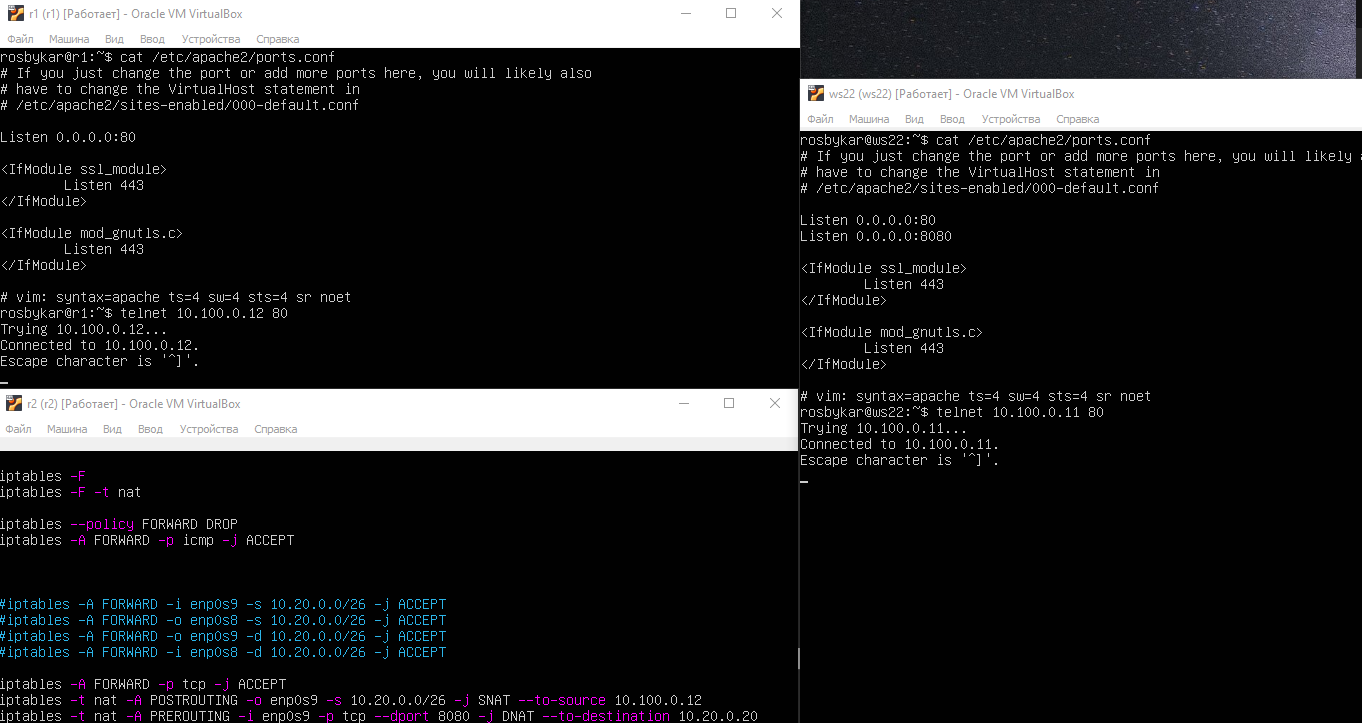 r1 (r1) [Работает] - Oracle VM VirtualBox
Файл Машина Вид Ввод Устройства Справка
rosbykar@r1:~$ cat /etc/apache2/ports.conf
# If you just change the port or add more ports here, you will likely also
# have to change the VirtualHost statement in
# /etc/apache2/sites-enabled/000-default.conf
Listen 0.0.0.0:80
<IfModule ssl_module>
Listen 443
</IfModule>
<IfModule mod_gnutls.c>
Listen 443
</IfModule>
# vim: syntax=apache ts=4 sw=4 sts=4 sr noet
rosbykar@r1:~$ telnet 10.100.0.12 80
Trying 10.100.0.12...
Connected to 10.100.0.12.
Escape character is '^]'.
r2 (r2) [Работает] - Oracle VM VirtualBox
Файл Машина Вид Ввод Устройства Справка
iptables -F
iptables -F -t nat
iptables --policy FORWARD DROP
iptables -A FORWARD -p icmp -j ACCEPT
#iptables -A FORWARD -i enp0s9 -s 10.20.0.0/26 -j ACCEPT
#iptables -A FORWARD -o enp0s8 -s 10.20.0.0/26 -j ACCEPT
#iptables -A FORWARD -o enp0s9 -d 10.20.0.0/26 -j ACCEPT
#iptables -A FORWARD -i enp0s8 -d 10.20.0.0/26 -j ACCEPT
iptables -A FORWARD -p tcp -j ACCEPT
iptables -t nat -A POSTROUTING -o enp0s9 -s 10.20.0.0/26 -j SNAT --to-source 10.100.0.12
iptables -t nat -A PREROUTING -i enp0s9 -p tcp --dport 8080 -j DNAT --to-destination 10.20.0.20
ws22 (ws22) [Работает] - Oracle VM VirtualBox
Файл Машина Вид Ввод Устройства Справка
rosbykar@ws22:~$ cat /etc/apache2/ports.conf
# If you just change the port or add more ports here, you will likely
# have to change the VirtualHost statement in
# /etc/apache2/sites-enabled/000-default.conf
Listen 0.0.0.0:80
Listen 0.0.0.0:8080
<IfModule ssl_module>
Listen 443
</IfModule>
<IfModule mod_gnutls.c>
Listen 443
</IfModule>
# vim: syntax=apache ts=4 sw=4 sts=4 sr noet
rosbykar@ws22:~$ telnet 10.100.0.11 80
Trying 10.100.0.11...
Connected to 10.100.0.11.
Escape character is '^]'.